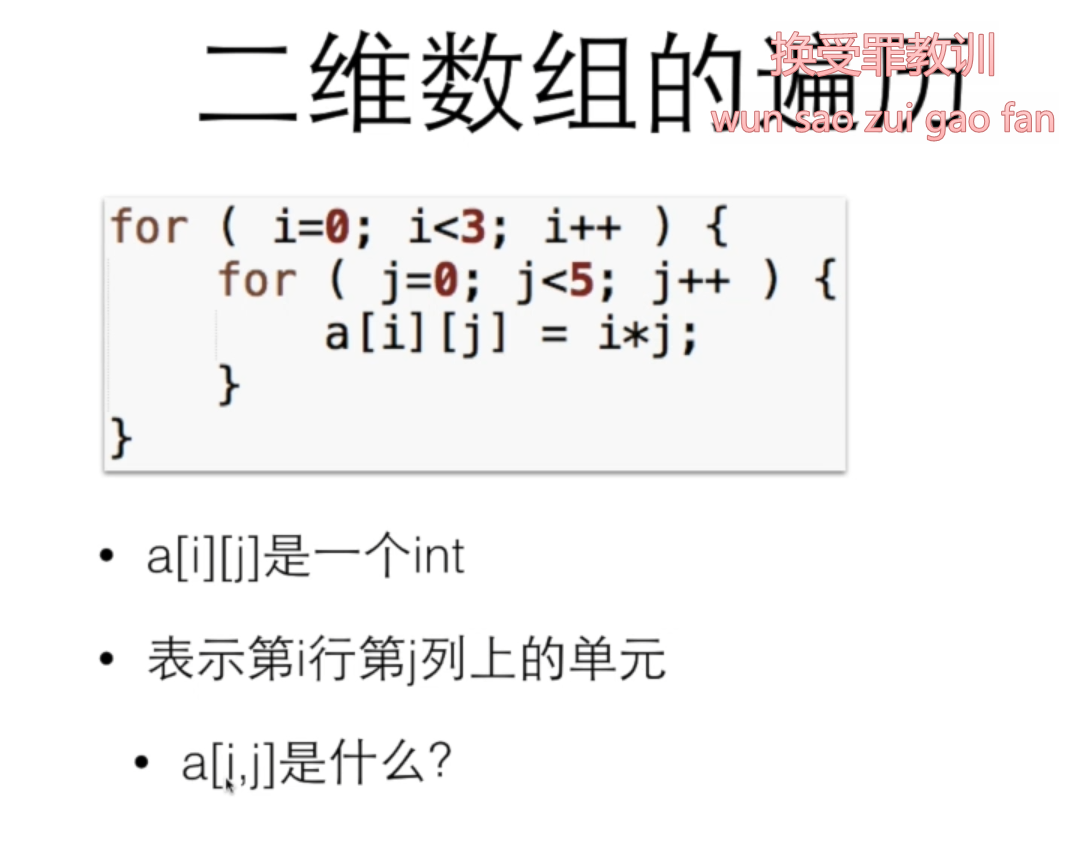 二维数组的遍历
换受罪教训
wun sao zui gao fan
for ( i=0; i<3; i++ ) {
for ( j=0; j<5; j++ ) {
a[i][j] = i*j;
}
}
• a[i][j]是一个int
• 表示第i行第j列上的单元
• a[i,j]是什么?